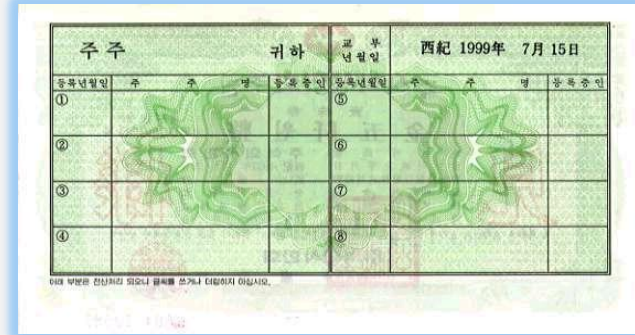 주 주 귀하 교 부 년월일 西紀 1999年 7月 15日
등록년월일 주 주 명 등록증인 등록년월일 주 주 명 등록증인
① ⑤
② ⑥
③ ⑦
④ ⑧
아래 부분은 전산처리 되오니 글씨를 쓰거나 더럽히지 마십시오.